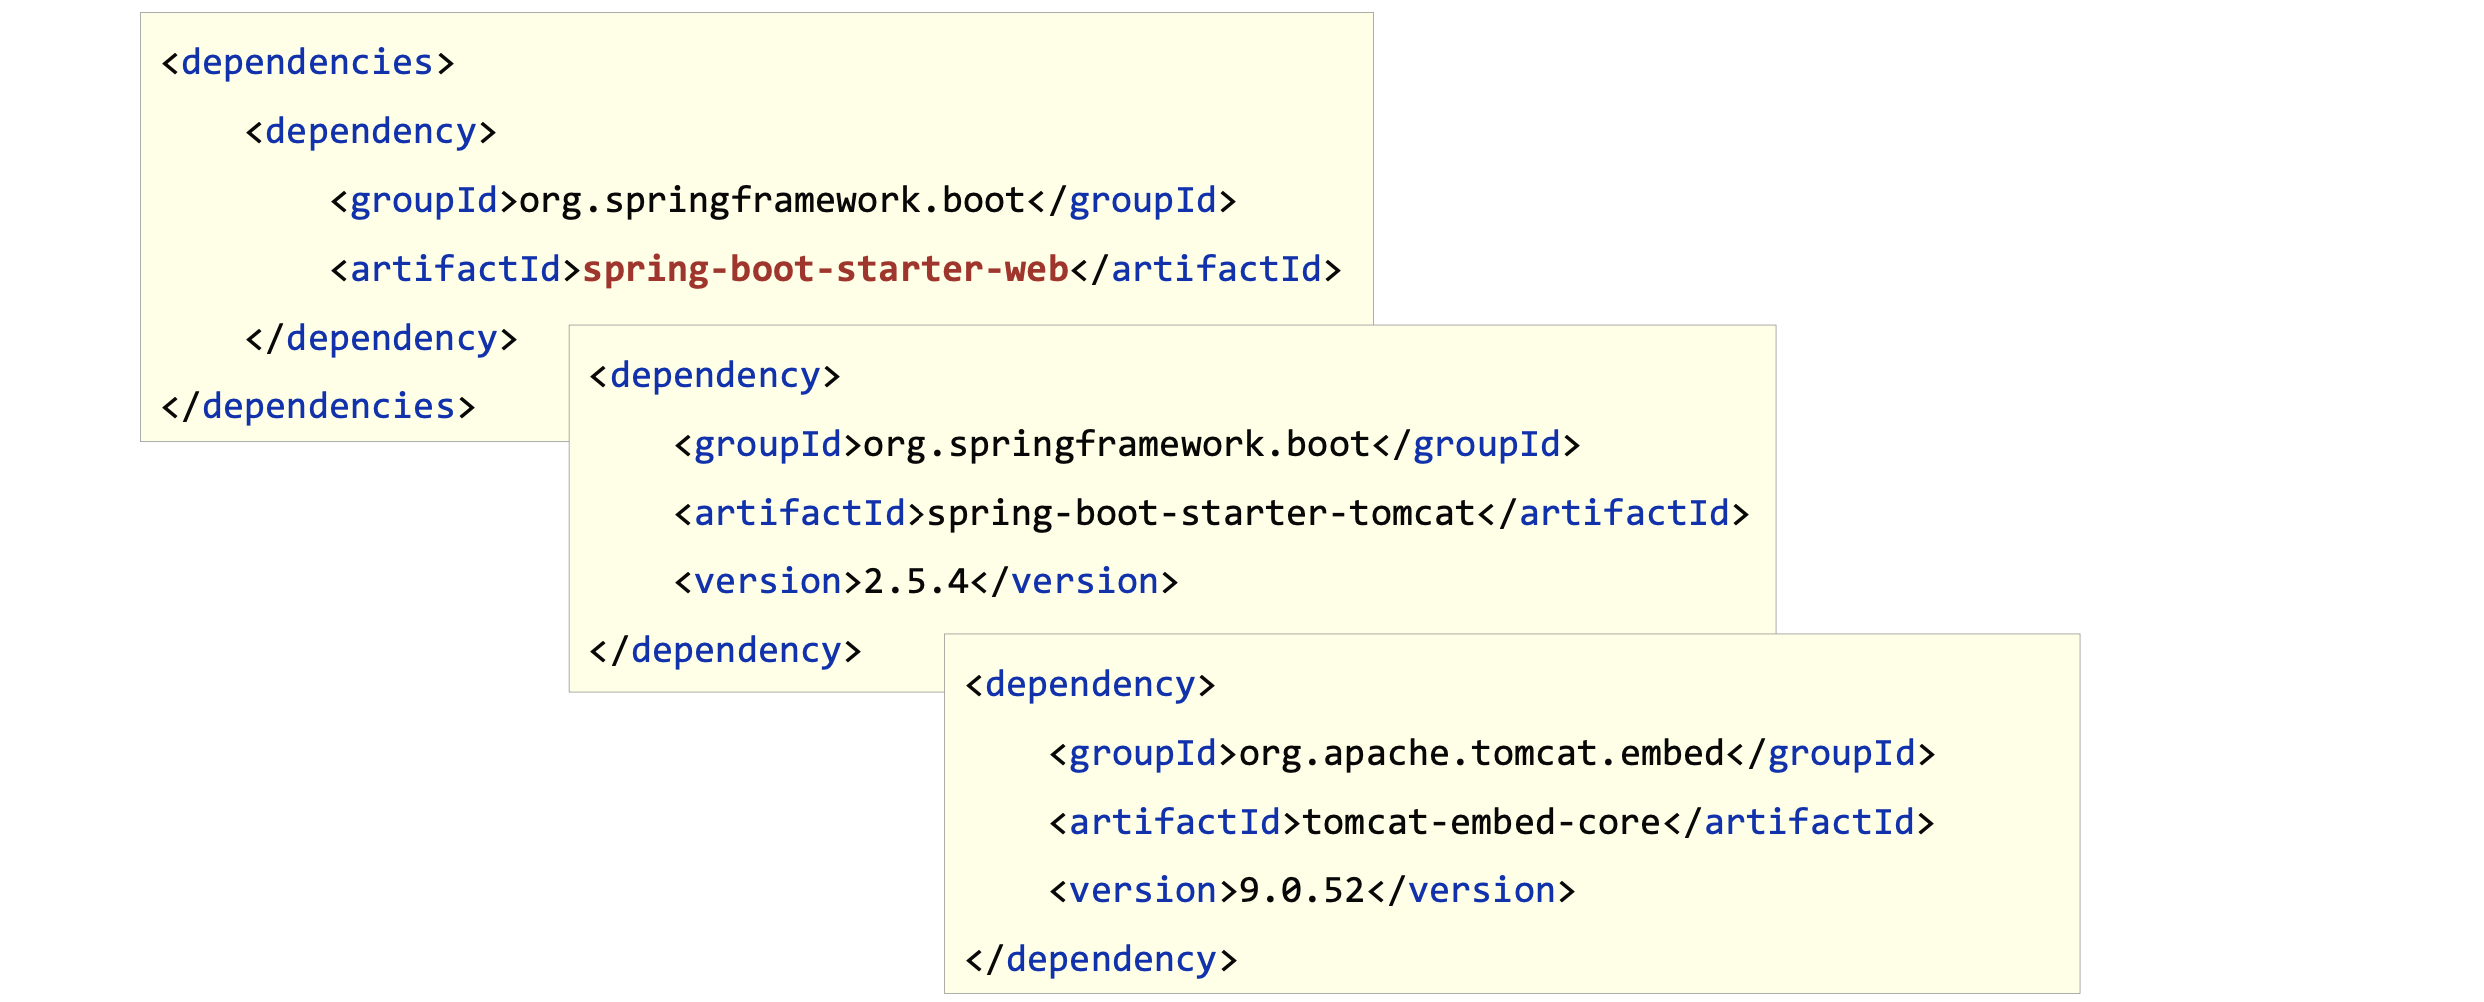 <dependencies>
    <dependency>
        <groupId>org.springframework.boot</groupId>
        <artifactId>spring-boot-starter-web</artifactId>
    </dependency>
</dependencies>
<dependency>
    <groupId>org.springframework.boot</groupId>
    <artifactId>spring-boot-starter-tomcat</artifactId>
    <version>2.5.4</version>
</dependency>
<dependency>
    <groupId>org.apache.tomcat.embed</groupId>
    <artifactId>tomcat-embed-core</artifactId>
    <version>9.0.52</version>
</dependency>